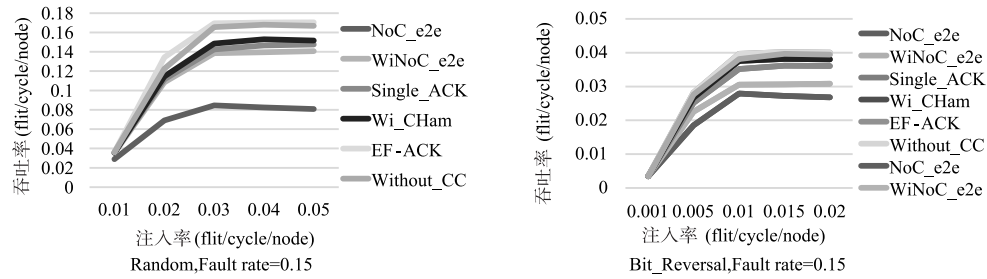 0.18
0.16
0.14
0.12
0.1
0.08
0.06
0.04
0.02
0
吞吐率(flit/cycle/node)
0.01 0.02 0.03 0.04 0.05
注入率(flit/cycle/node)
Random,Fault rate=0.15
NoC_e2e
WiNoC_e2e
Single_ACK
Wi_CHam
EF-ACK
Without_CC
0.05
0.04
0.03
0.02
0.01
0
吞吐率(flit/cycle/node)
0.001 0.005 0.01 0.015 0.02
注入率 (flit/cycle/node)
Bit_Reversal,Fault rate=0.15
NoC_e2e
WiNoC_e2e
Single_ACK
Wi_CHam
EF-ACK
Without_CC
NoC_e2e
WiNoC_e2e